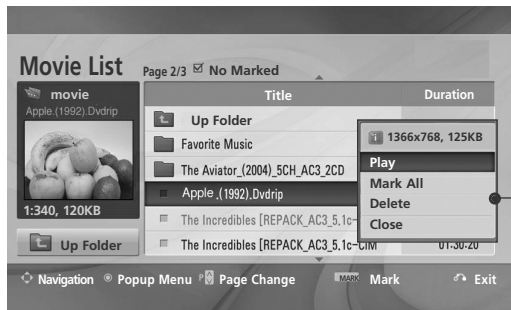 Movie List
Page 2/3 No Marked
movie
Apple.(1992).Dvdrip
1:340, 120KB
Up Folder
Title Duration
Up Folder
Favorite Music
The Aviator_(2004)_5CH_AC3_2CD
Apple .(1992).Dvdrip
The Incredibles [REPACK_AC3_5.1c-
The Incredibles [REPACK_AC3_5.1c-CIM 01:30:20
1366x768, 125KB
Play
Mark All
Delete
Close
Navigation Popup Menu P Page Change MARK Mark Exit